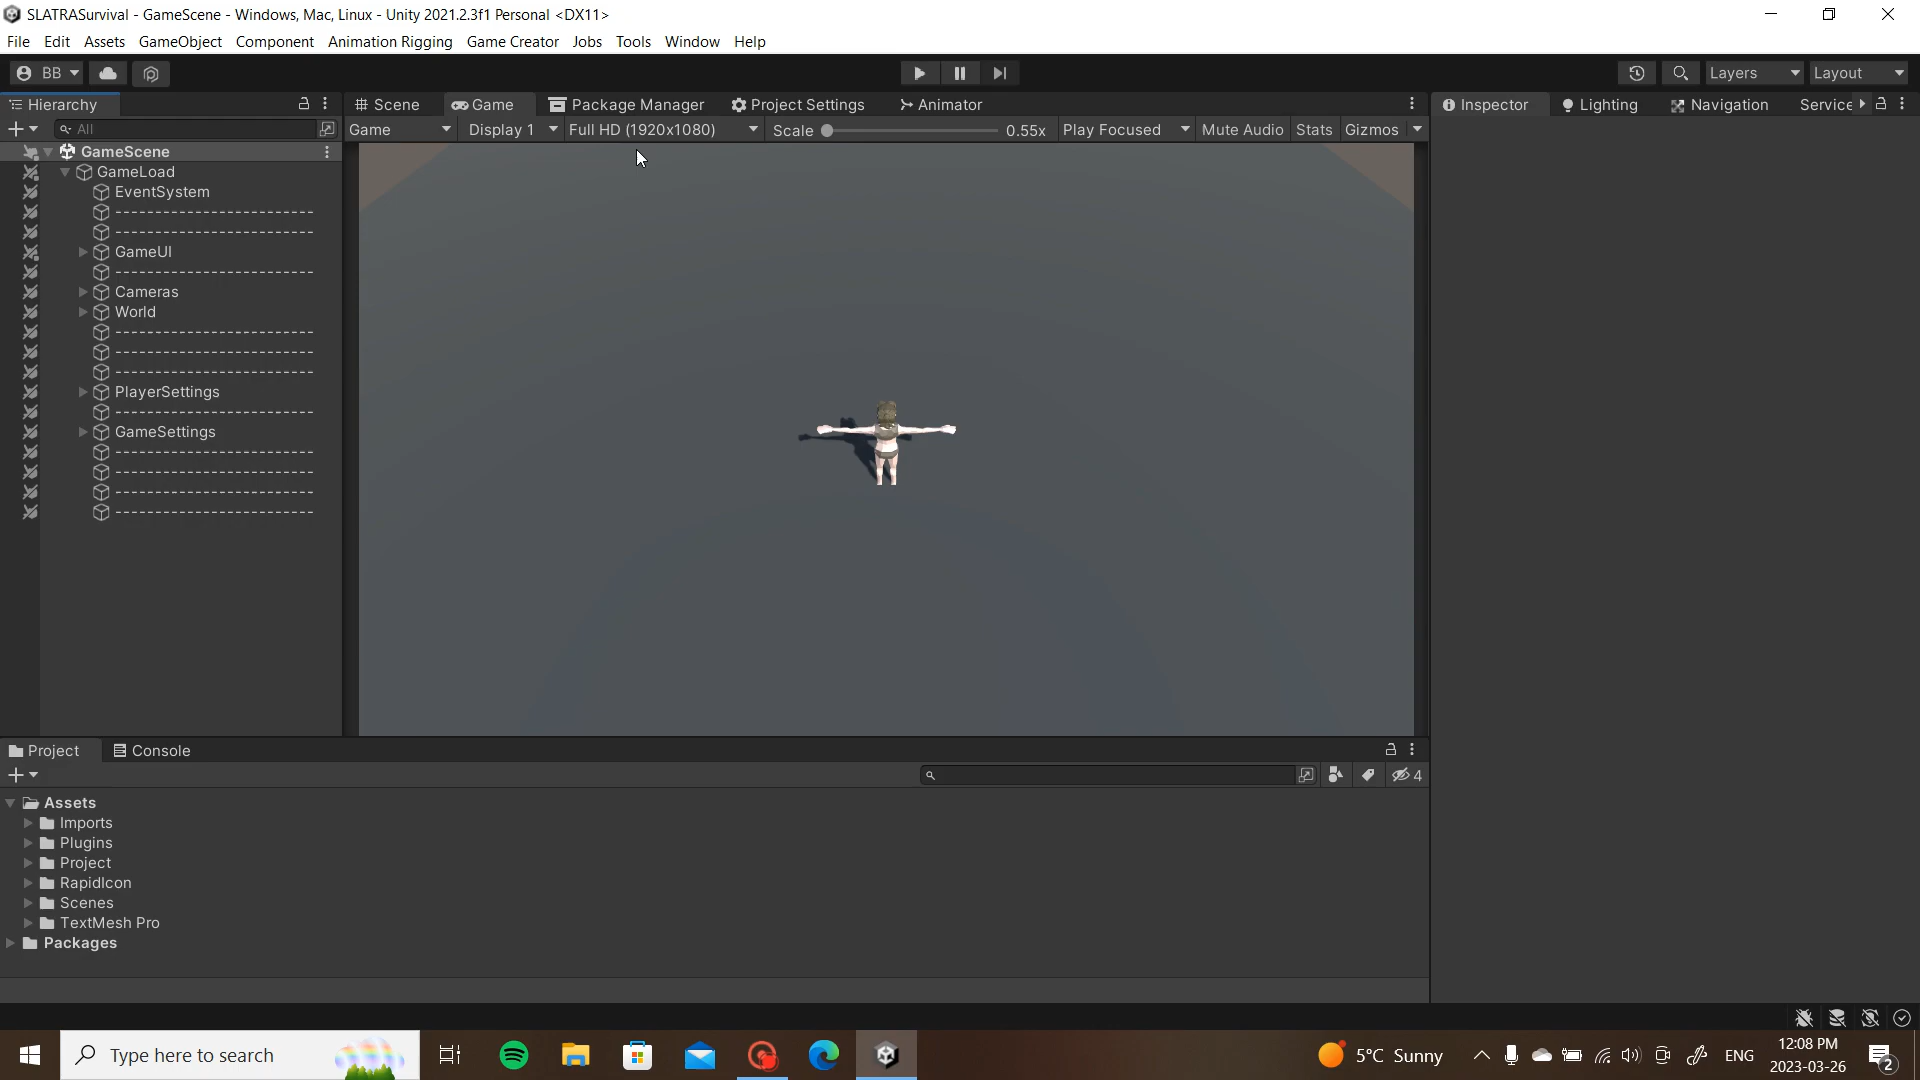 SLATRASurvival - GameScene - Windows, Mac, Linux - Unity 2021.2.3f1 Personal <DX11>
File Edit Assets GameObject Component Animation Rigging Game Creator Jobs Tools Window Help
BB Layers Layout
Hierarchy Scene Game Package Manager Project Settings Animator Inspector Lighting Navigation Service
All Game Display 1 Full HD (1920x1080) Scale 0.55x Play Focused Mute Audio Stats Gizmos
GameScene
GameLoad
EventSystem
-------------------------
-------------------------
GameUI
-------------------------
Cameras
World
-------------------------
-------------------------
-------------------------
PlayerSettings
-------------------------
GameSettings
-------------------------
-------------------------
-------------------------
-------------------------
Project Console
4
Assets
Imports
Plugins
Project
RapidIcon
Scenes
TextMesh Pro
Packages
Type here to search 5°C Sunny ENG 12:08 PM
2023-03-26 2